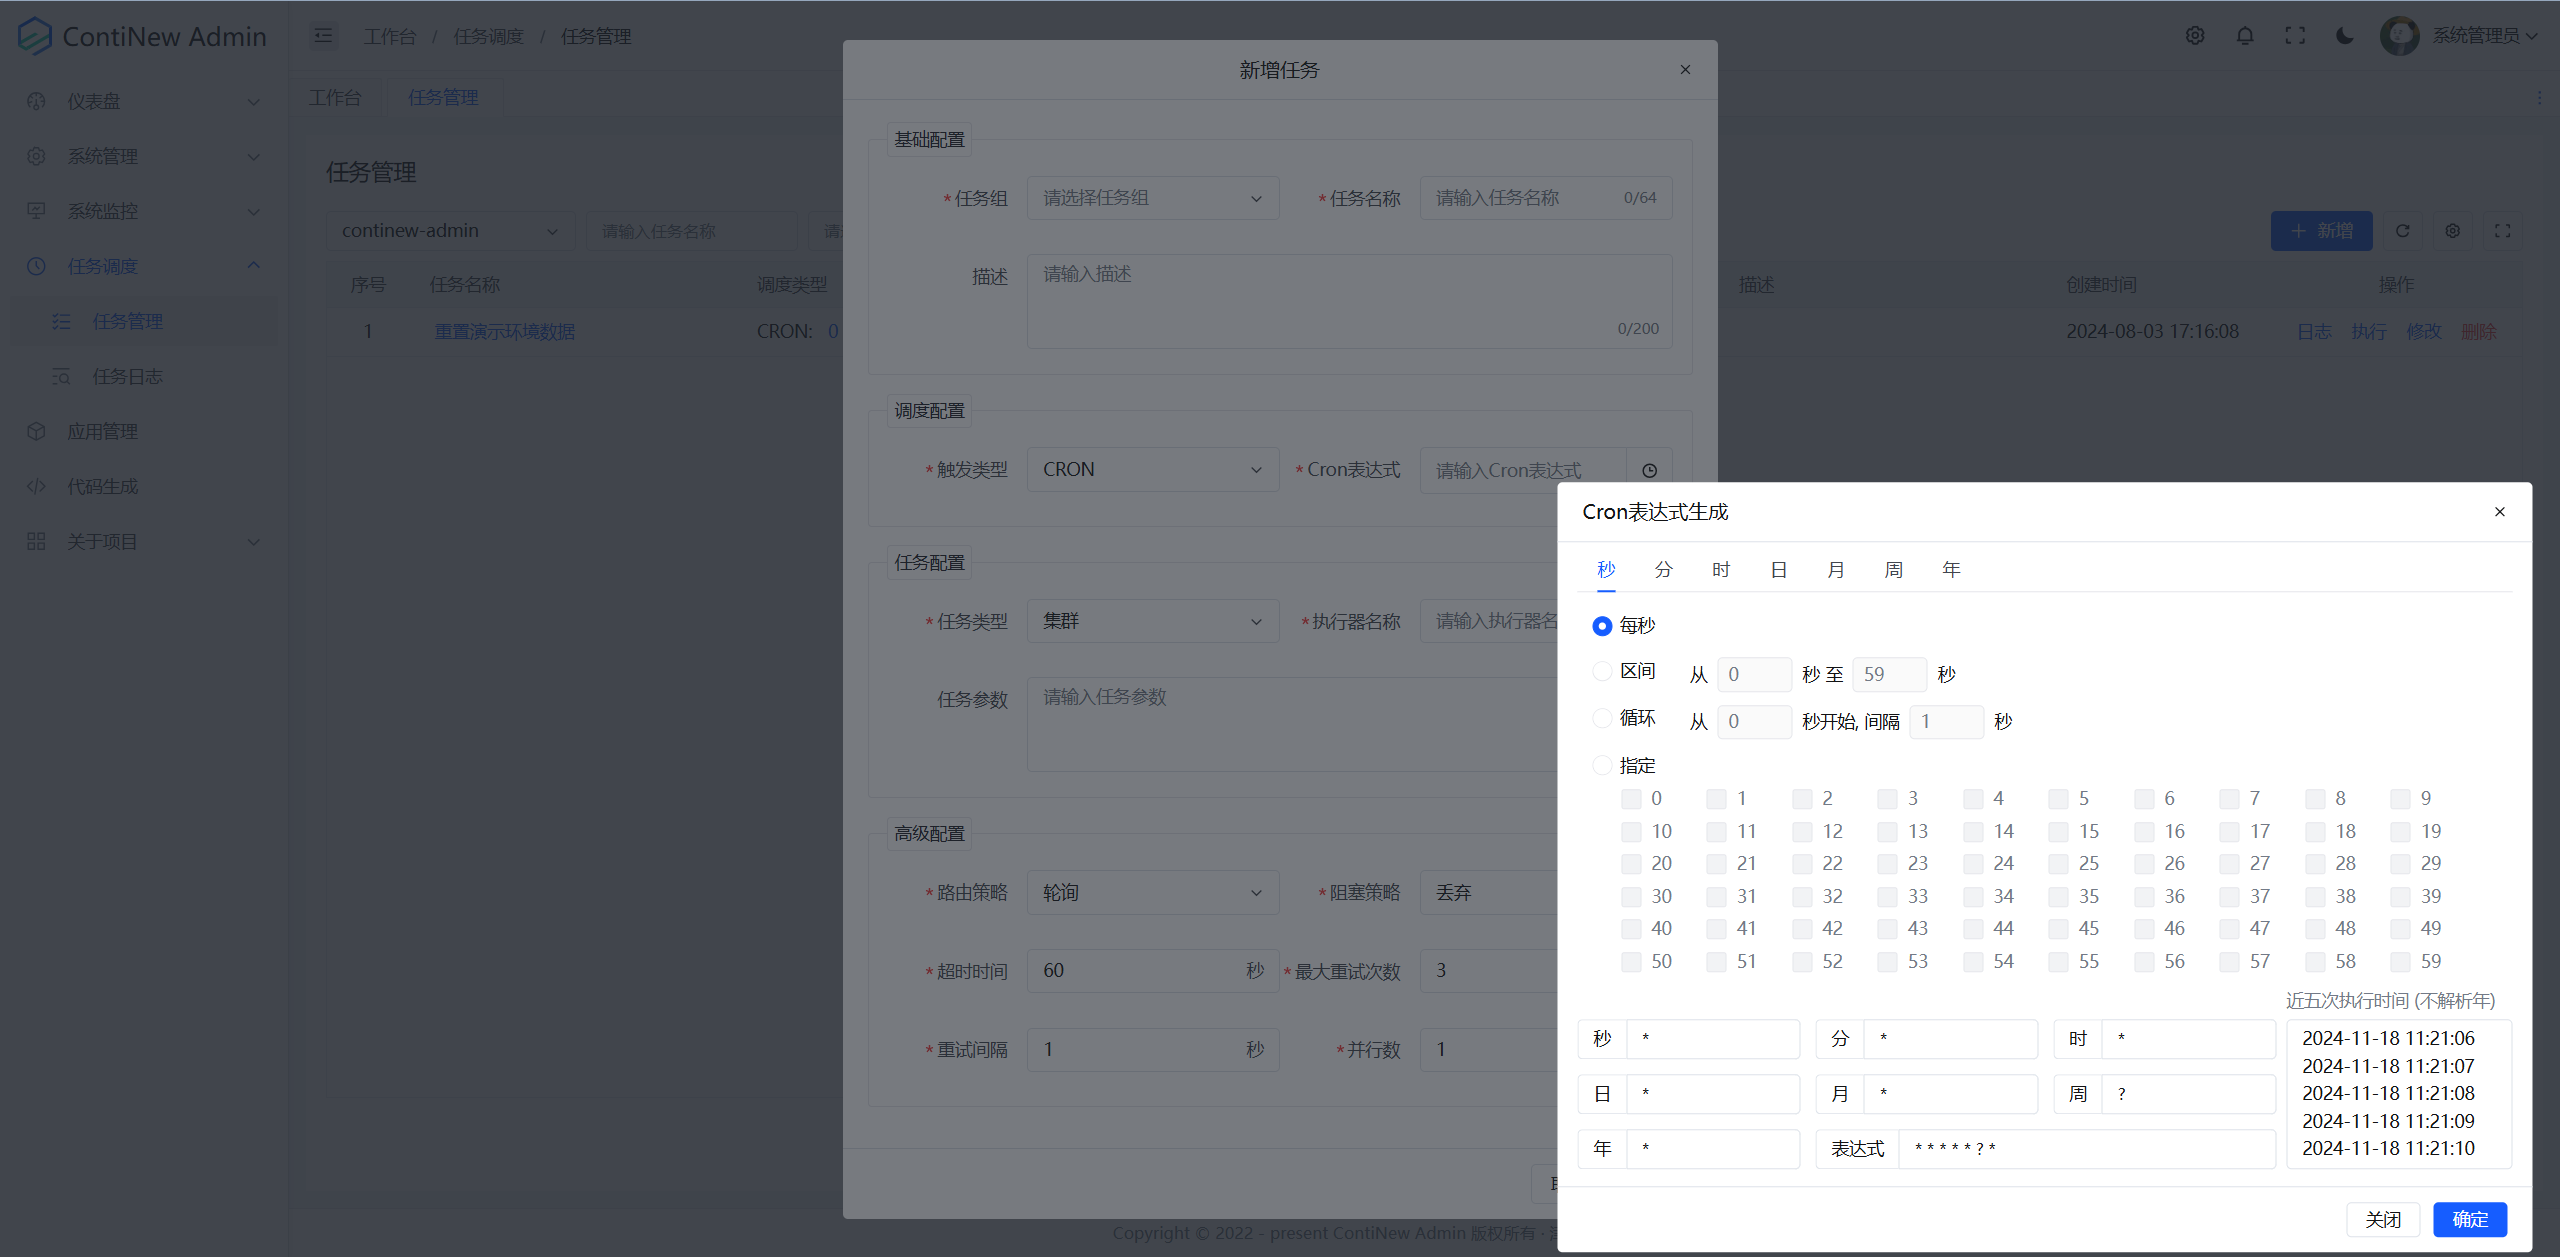 ContiNew Admin
工作台 / 任务调度 / 任务管理
系统管理员
仪表盘
系统管理
系统监控
任务调度
任务管理
任务日志
应用管理
代码生成
关于项目
工作台
任务管理
任务管理
continew-admin
请输入任务名称
新增
序号 任务名称 调度类型 描述 创建时间 操作
1 重置演示环境数据 CRON: 0 2024-08-03 17:16:08 日志 执行 修改 删除
新增任务
基础配置
* 任务组 请选择任务组
* 任务名称 请输入任务名称 0/64
描述 请输入描述
0/200
调度配置
* 触发类型 CRON
* Cron表达式 请输入Cron表达式
任务配置
* 任务类型 集群
* 执行器名称 请输入执行器名
任务参数 请输入任务参数
高级配置
* 路由策略 轮询
* 阻塞策略 丢弃
* 超时时间 60 秒
* 最大重试次数 3
* 重试间隔 1 秒
* 并行数 1
Copyright © 2022 - present ContiNew Admin 版权所有 ·
Cron表达式生成
秒 分 时 日 月 周 年
每秒
区间 从 0 秒 至 59 秒
循环 从 0 秒开始, 间隔 1 秒
指定
0 1 2 3 4 5 6 7 8 9
10 11 12 13 14 15 16 17 18 19
20 21 22 23 24 25 26 27 28 29
30 31 32 33 34 35 36 37 38 39
40 41 42 43 44 45 46 47 48 49
50 51 52 53 54 55 56 57 58 59
秒 * 分 * 时 *
日 * 月 * 周 ?
年 * 表达式 * * * * * ? *
近五次执行时间 (不解析年)
2024-11-18 11:21:06
2024-11-18 11:21:07
2024-11-18 11:21:08
2024-11-18 11:21:09
2024-11-18 11:21:10
关闭 确定